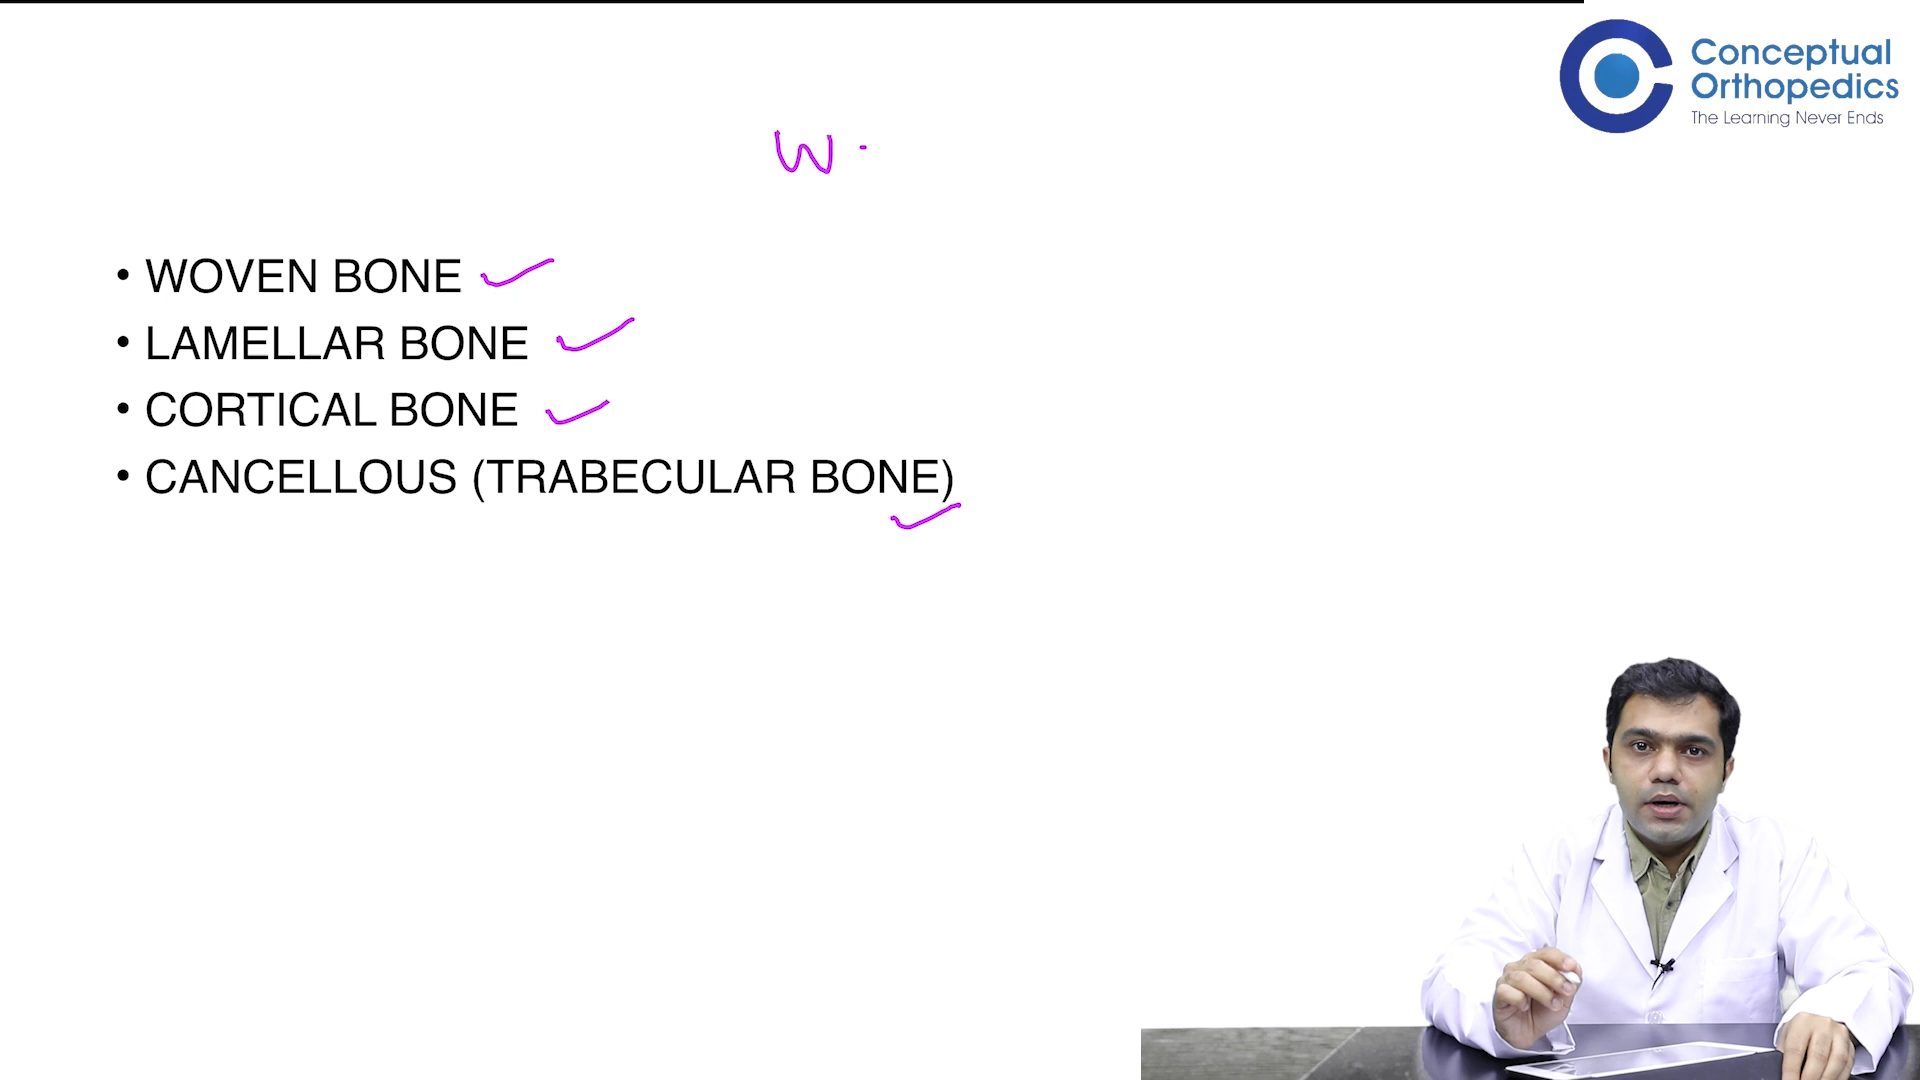 Conceptual
Orthopedics
The Learning Never Ends
W
• WOVEN BONE
• LAMELLAR BONE
• CORTICAL BONE
• CANCELLOUS (TRABECULAR BONE)